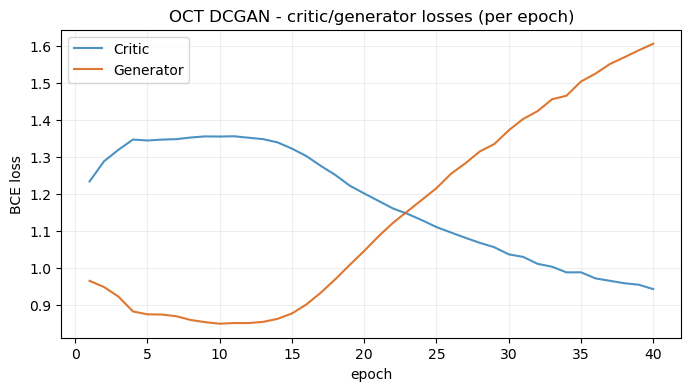 OCT DCGAN - critic/generator losses (per epoch)
Critic
Generator
BCE loss
1.6
1.5
1.4
1.3
1.2
1.1
1.0
0.9
0 5 10 15 20 25 30 35 40
epoch